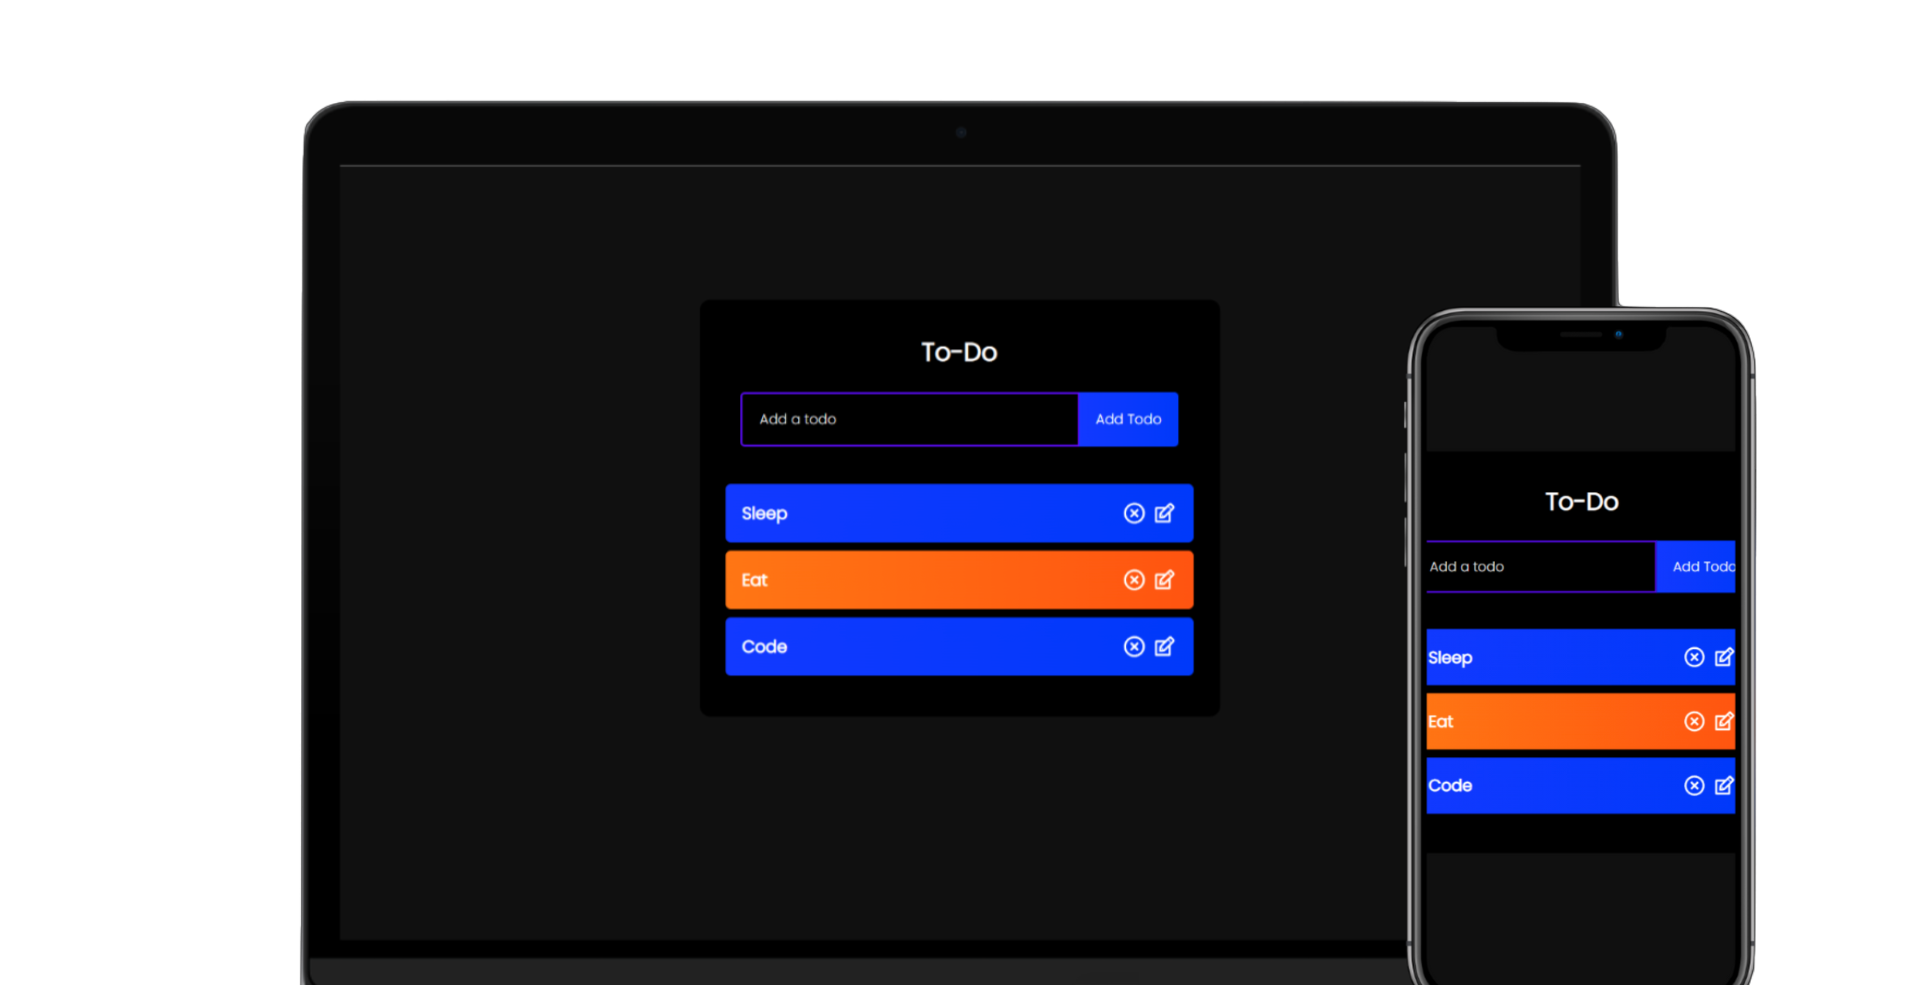 To-Do
Add a todo Add Todo
Sleep
Eat
Code
To-Do
Add a todo Add Todo
Sleep
Eat
Code